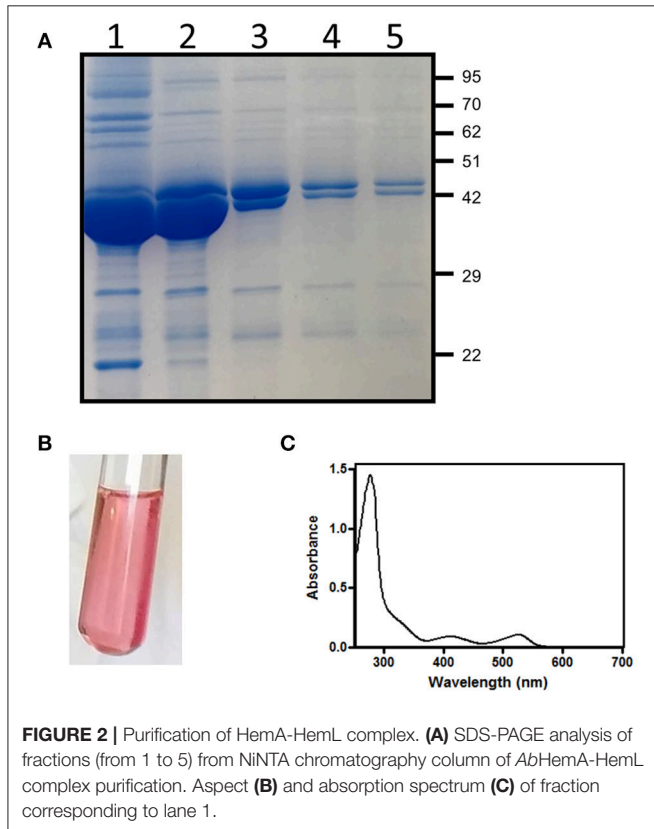 A
1 2 3 4 5
95
70
62
51
42
29
22
B
C
1.5
1.0
0.5
0.0
Absorbance
300 400 500 600 700
Wavelength (nm)
FIGURE 2 | Purification of HemA-HemL complex. (A) SDS-PAGE analysis of
fractions (from 1 to 5) from NiNTA chromatography column of AbHemA-HemL
complex purification. Aspect (B) and absorption spectrum (C) of fraction
corresponding to lane 1.